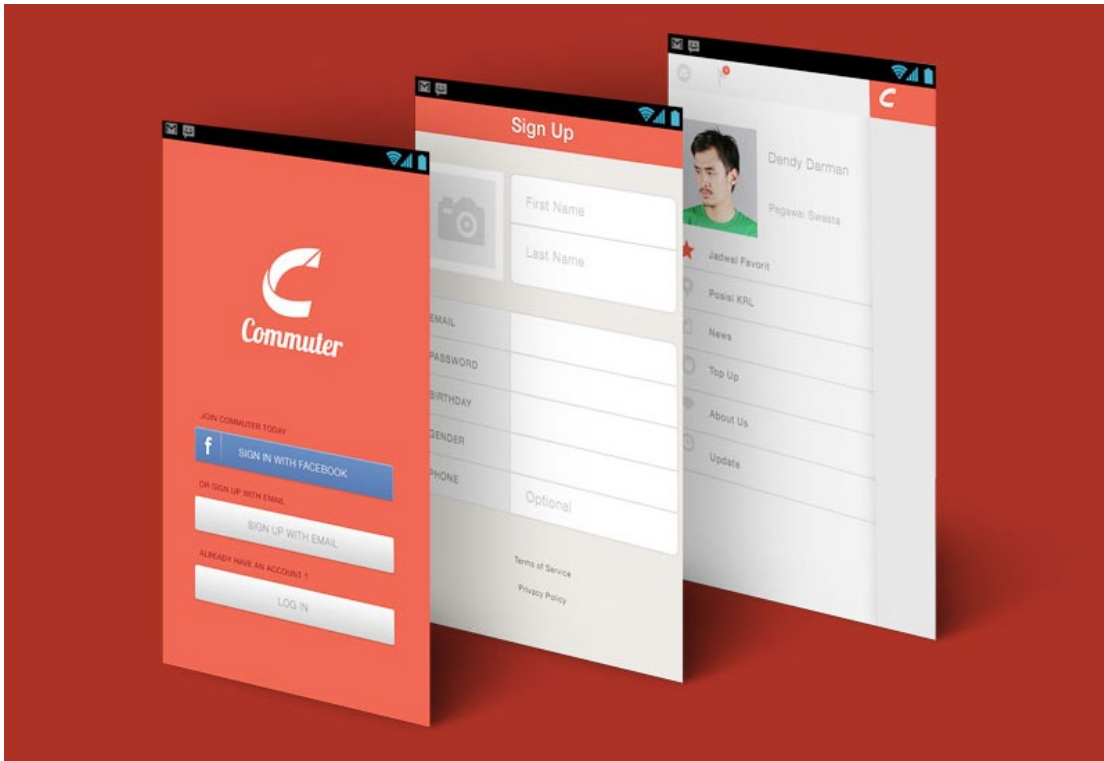 Commuter
JOIN COMMUTER TODAY
f SIGN IN WITH FACEBOOK
OR SIGN UP WITH EMAIL
SIGN UP WITH EMAIL
ALREADY HAVE AN ACCOUNT ?
LOG IN
Sign Up
First Name
Last Name
EMAIL
PASSWORD
BIRTHDAY
GENDER
PHONE
Optional
Terms of Service
Privacy Policy
Dendy Darman
Pegawai Swasta
Jadwal Favorit
Posisi KRL
News
Top Up
About Us
Update